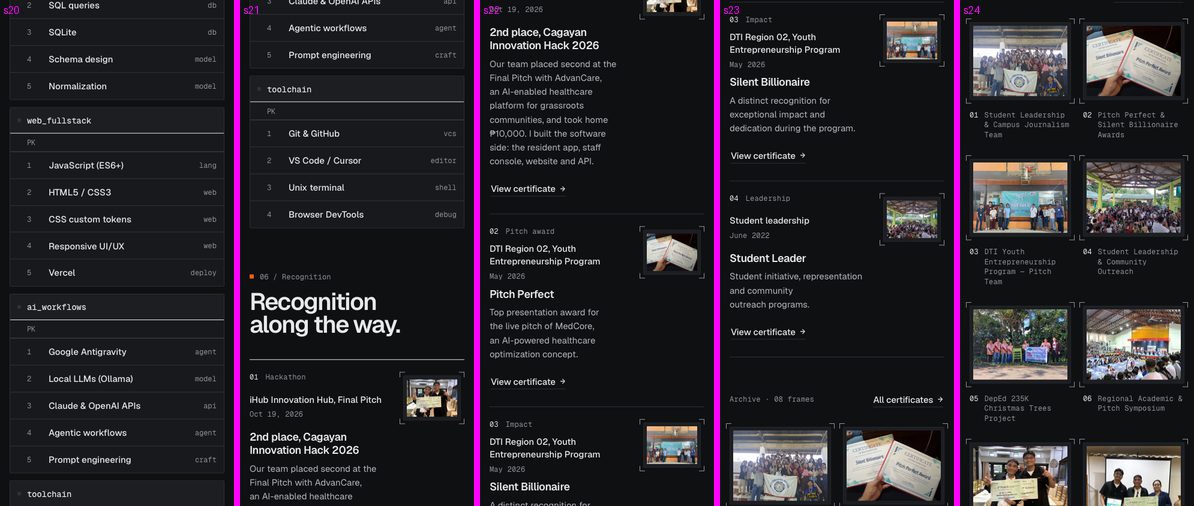 s20
2 SQL queries db
3 SQLite db
4 Schema design model
5 Normalization model
web_fullstack
PK
1 JavaScript (ES6+) lang
2 HTML5 / CSS3 web
3 CSS custom tokens web
4 Responsive UI/UX web
5 Vercel deploy
ai_workflows
PK
1 Google Antigravity agent
2 Local LLMs (Ollama) model
3 Claude & OpenAI APIs api
4 Agentic workflows agent
5 Prompt engineering craft
toolchain
s21
3 Claude & OpenAI APIs api
4 Agentic workflows agent
5 Prompt engineering craft
toolchain
PK
1 Git & GitHub vcs
2 VS Code / Cursor editor
3 Unix terminal shell
4 Browser DevTools debug
06 / Recognition
Recognition
along the way.
01 Hackathon
iHub Innovation Hub, Final Pitch
Oct 19, 2026
2nd place, Cagayan
Innovation Hack 2026
Our team placed second at the
Final Pitch with AdvanCare,
an AI-enabled healthcare
s22
Oct 19, 2026
2nd place, Cagayan
Innovation Hack 2026
Our team placed second at the
Final Pitch with AdvanCare,
an AI-enabled healthcare
platform for grassroots
communities, and took home
₱10,000. I built the software
side: the resident app, staff
console, website and API.
View certificate →
02 Pitch award
DTI Region 02, Youth
Entrepreneurship Program
May 2026
Pitch Perfect
Top presentation award for
the live pitch of MedCore,
an AI-powered healthcare
optimization concept.
View certificate →
03 Impact
DTI Region 02, Youth
Entrepreneurship Program
May 2026
Silent Billionaire
A distinct recognition for
s23
03 Impact
DTI Region 02, Youth
Entrepreneurship Program
May 2026
Silent Billionaire
A distinct recognition for
exceptional impact and
dedication during the program.
View certificate →
04 Leadership
Student leadership
June 2022
Student Leader
Student initiative, representation
and community
outreach programs.
View certificate →
Archive · 08 frames
All certificates →
s24
01 Student Leadership
& Campus Journalism
Team
02 Pitch Perfect &
Silent Billionaire
Awards
03 DTI Youth
Entrepreneurship
Program — Pitch
Team
04 Student Leadership
& Community
Outreach
05 DepEd 235K
Christmas Trees
Project
06 Regional Academic &
Pitch Symposium